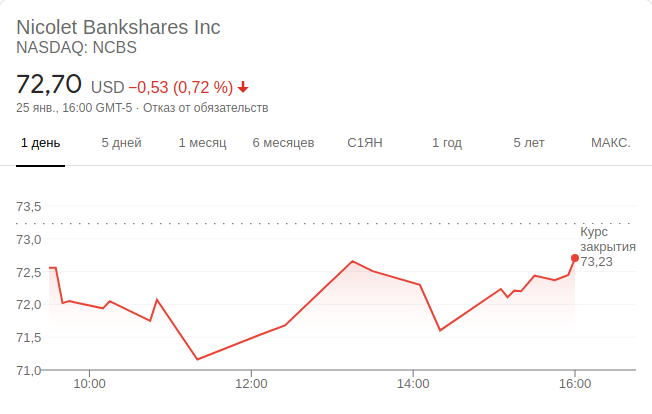 Nicolet Bankshares Inc
NASDAQ: NCBS
72,70 USD −0,53 (0,72 %)
25 янв., 16:00 GMT-5 · Отказ от обязательств
1 день 5 дней 1 месяц 6 месяцев С1ЯН 1 год 5 лет МАКС.
73,5
73,0
72,5
72,0
71,5
71,0
Курс
закрытия
73,23
10:00 12:00 14:00 16:00